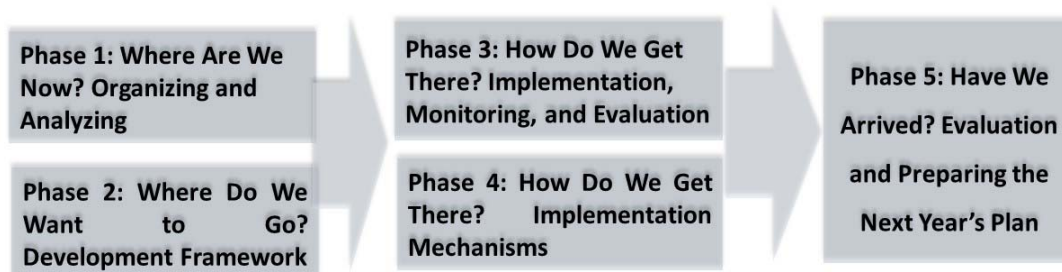 Phase 1: Where Are We
Now? Organizing and
Analyzing
Phase 2: Where Do We
Want to Go?
Development Framework
Phase 3: How Do We Get
There? Implementation,
Monitoring, and Evaluation
Phase 4: How Do We Get
There? Implementation
Mechanisms
Phase 5: Have We
Arrived? Evaluation
and Preparing the
Next Year's Plan